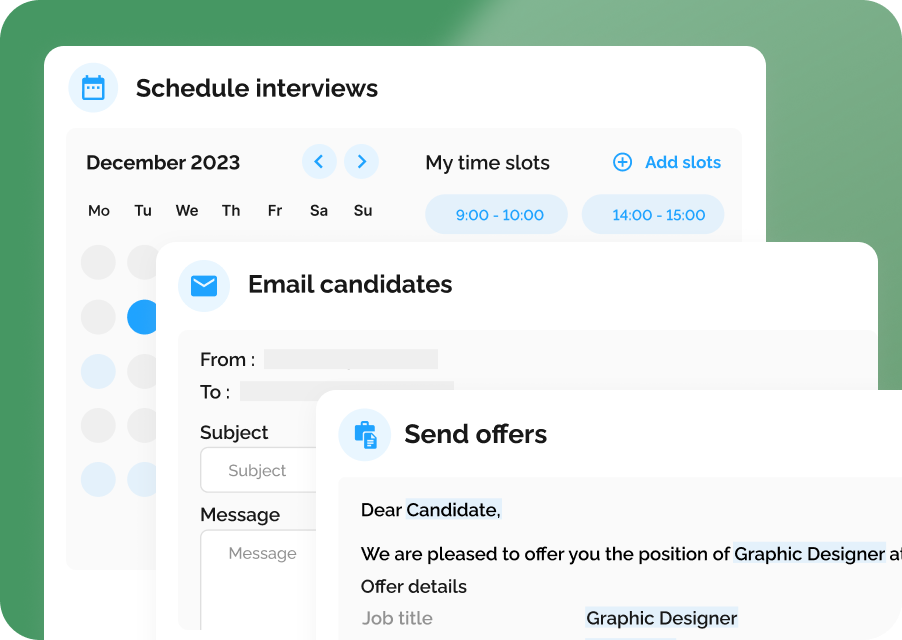 Schedule interviews
December 2023
My time slots
Add slots
Mo Tu We Th Fr Sa Su
9:00 - 10:00
14:00 - 15:00
Email candidates
From :
To :
Subject
Subject
Message
Message
Send offers
Dear Candidate,
We are pleased to offer you the position of Graphic Designer at
Offer details
Job title Graphic Designer